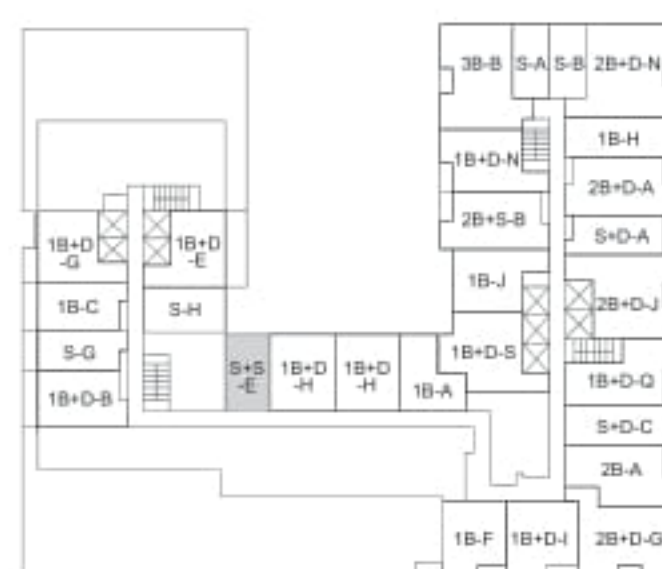 3B-B
S-A
S-B
2B+D-N
1B-H
1B+D-N
2B+D-A
2B+S-B
S+D-A
1B+D
-G
1B+D
-E
1B-J
1B-C
S-H
2B+D-J
S-G
1B+D-S
S+S
-E
1B+D
-H
1B+D
-H
1B-A
1B+D-B
1B+D-Q
S+D-C
2B-A
1B-F
1B+D-I
2B+D-G